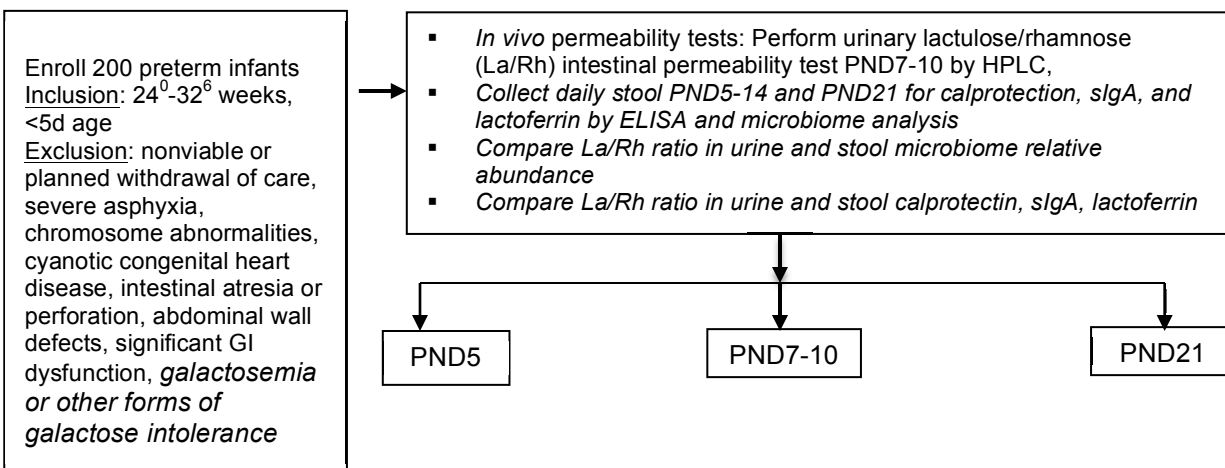 Enroll 200 preterm infants
Inclusion: 24⁰-32⁶ weeks,
<5d age
Exclusion: nonviable or
planned withdrawal of care,
severe asphyxia,
chromosome abnormalities,
cyanotic congenital heart
disease, intestinal atresia or
perforation, abdominal wall
defects, significant GI
dysfunction, galactosemia
or other forms of
galactose intolerance
▪ In vivo permeability tests: Perform urinary lactulose/rhamnose
(La/Rh) intestinal permeability test PND7-10 by HPLC,
▪ Collect daily stool PND5-14 and PND21 for calprotection, sIgA, and
lactoferrin by ELISA and microbiome analysis
▪ Compare La/Rh ratio in urine and stool microbiome relative
abundance
▪ Compare La/Rh ratio in urine and stool calprotectin, sIgA, lactoferrin
PND5
PND7-10
PND21